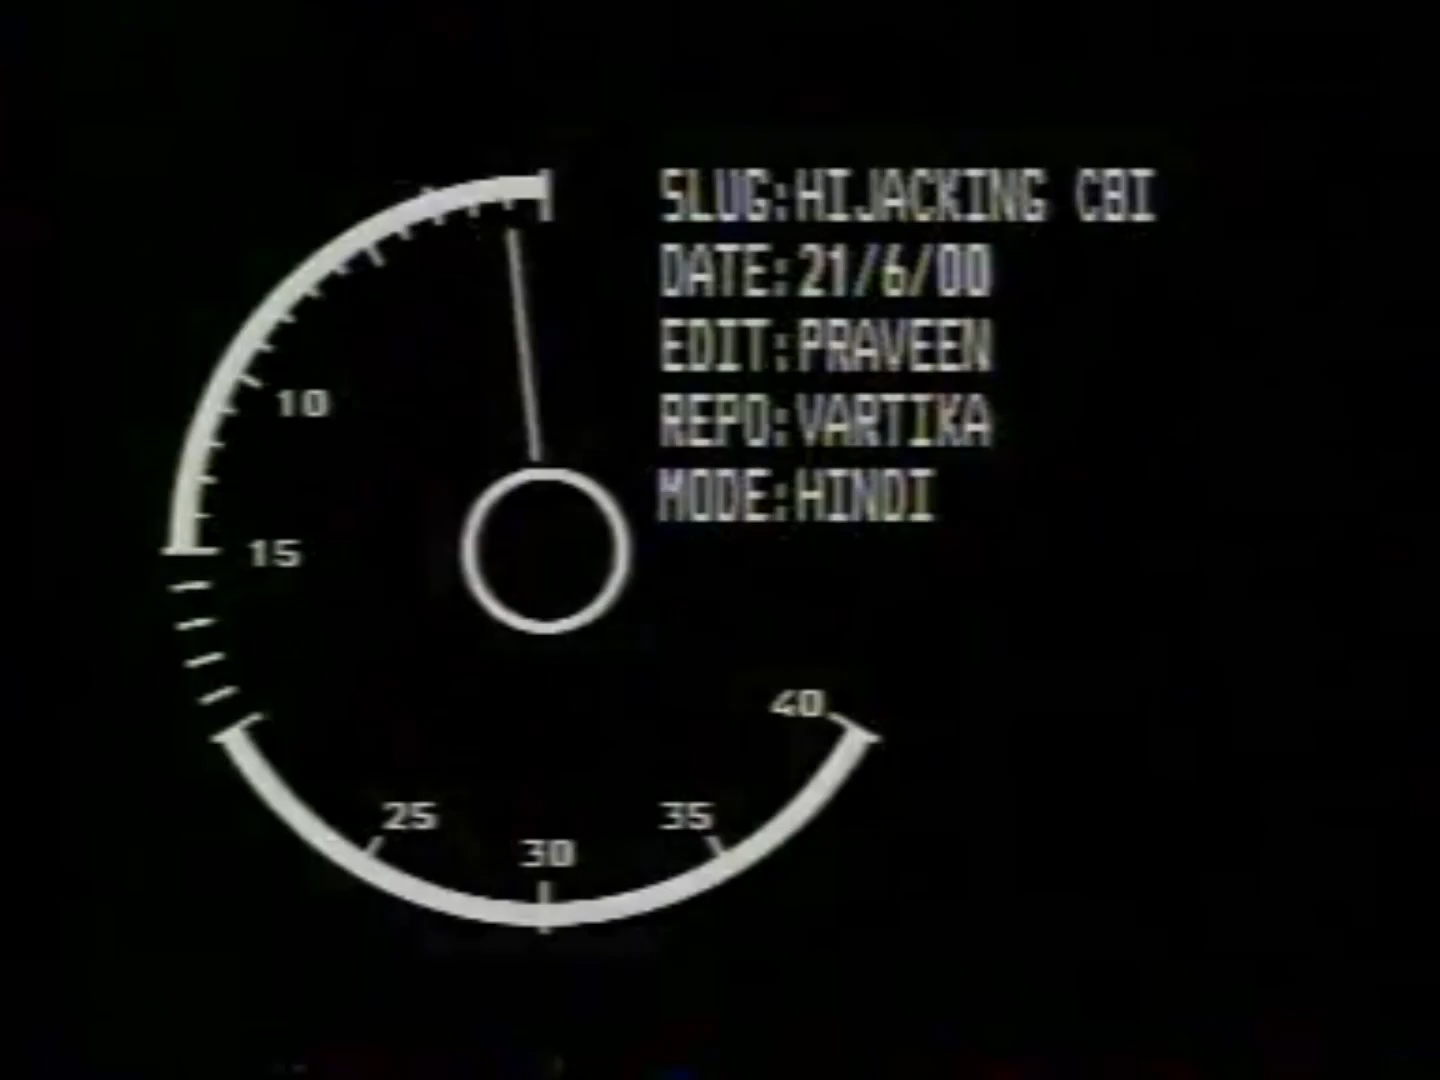 SLUG:HIJACKING CBI
DATE:21/6/00
EDIT:PRAVEEN
REPO:VARTIKA
MODE:HINDI
10
15
40
25
35
30